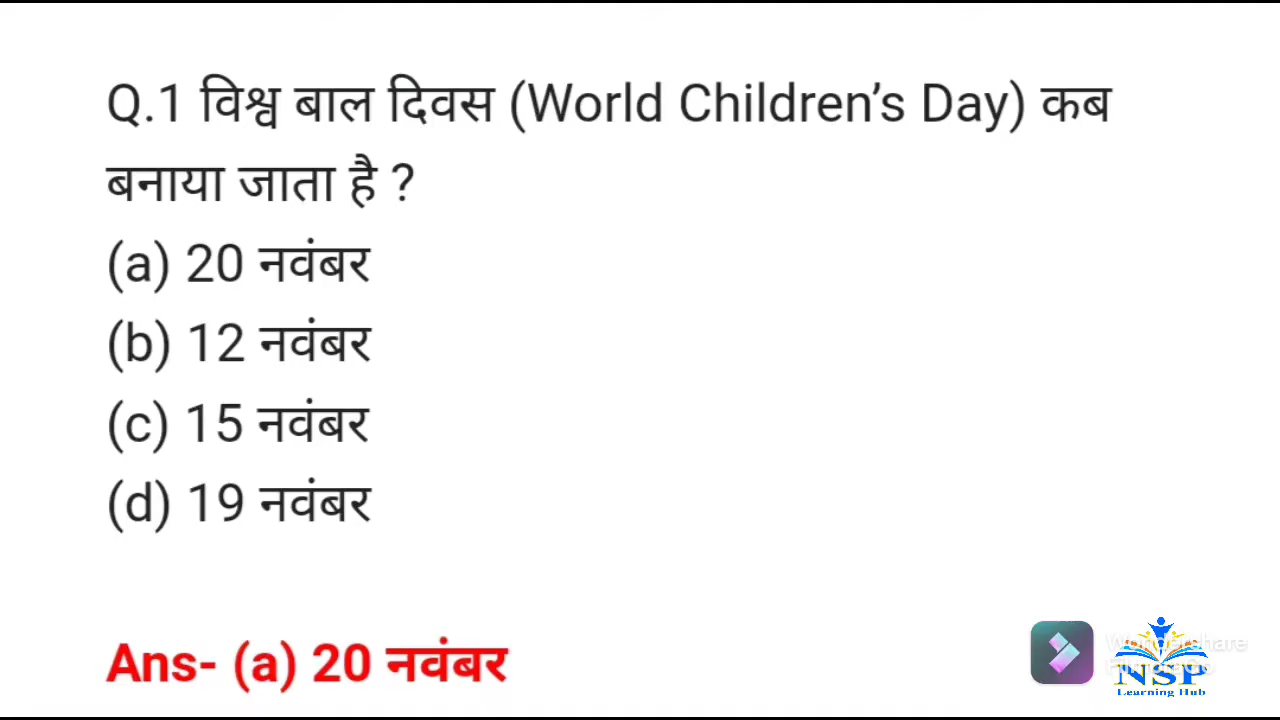 Q.1 विश्व बाल दिवस (World Children’s Day) कब
बनाया जाता है ?
(a) 20 नवंबर
(b) 12 नवंबर
(c) 15 नवंबर
(d) 19 नवंबर
Ans- (a) 20 नवंबर
Wondershare
NSP
Learning Hub